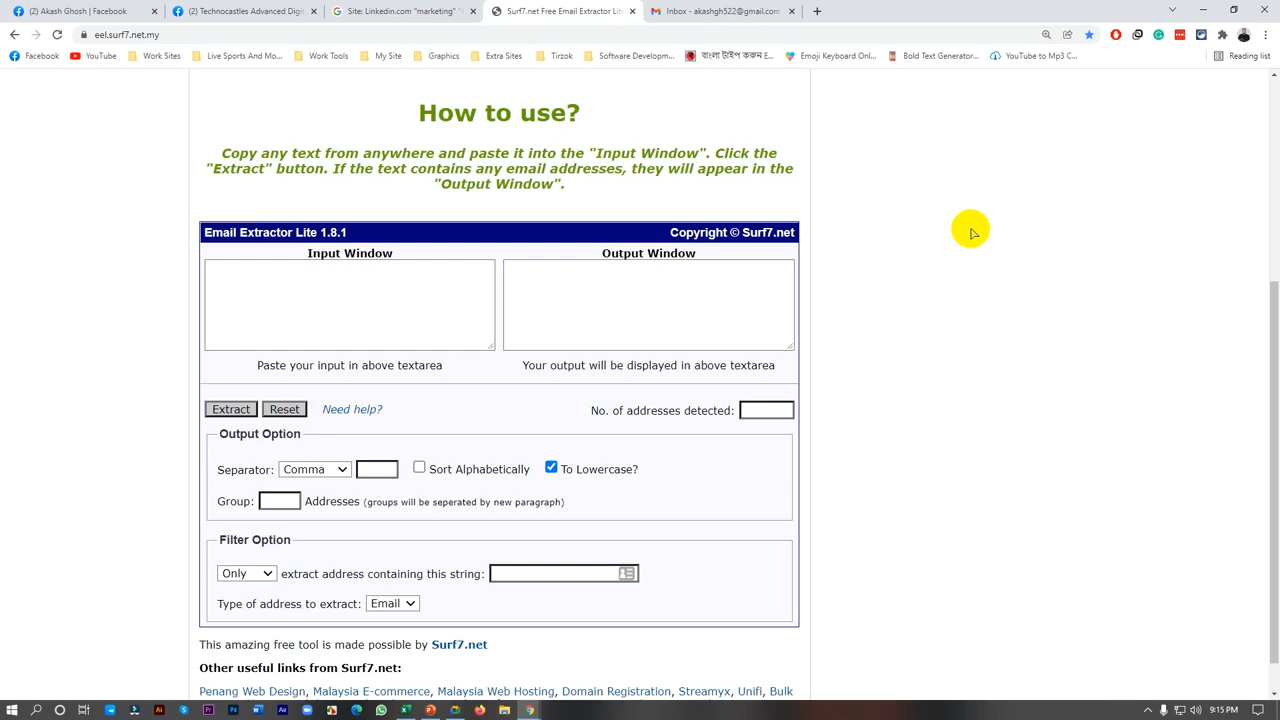 (2) Akash Ghosh | Facebook
(2) Technocastles Advanced Digi
Site: Linkedin.com "marketing" "
Surf7.net Free Email Extractor Lite
Inbox - akashgh522@gmail.com
eel.surf7.net.my
Facebook YouTube Work Sites Live Sports And Mo... Work Tools My Site Graphics Extra Sites Tirzok Software Developm... বাংলা টাইপ করুন E... Emoji Keyboard Onli... Bold Text Generator... YouTube to Mp3 C... Reading list
How to use?
Copy any text from anywhere and paste it into the "Input Window". Click the
"Extract" button. If the text contains any email addresses, they will appear in the
"Output Window".
Email Extractor Lite 1.8.1 Copyright © Surf7.net
Input Window Output Window
Paste your input in above textarea Your output will be displayed in above textarea
Extract Reset Need help? No. of addresses detected:
Output Option
Separator: Comma Sort Alphabetically To Lowercase?
Group: Addresses (groups will be seperated by new paragraph)
Filter Option
Only extract address containing this string:
Type of address to extract: Email
This amazing free tool is made possible by Surf7.net
Other useful links from Surf7.net:
Penang Web Design, Malaysia E-commerce, Malaysia Web Hosting, Domain Registration, Streamyx, Unifi, Bulk
9:15 PM